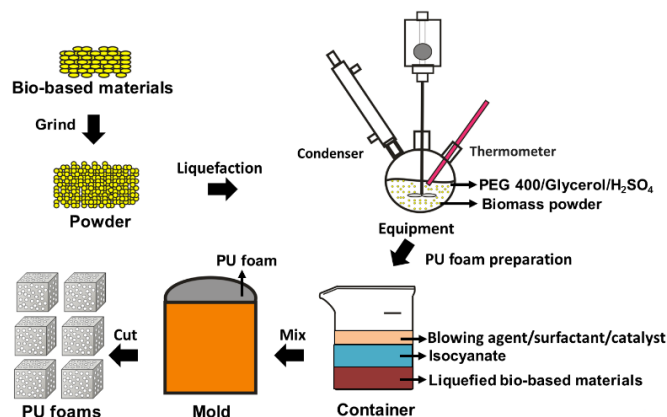 Bio-based materials
Grind
Powder
Liquefaction
Condenser
Thermometer
PEG 400/Glycerol/H₂SO₄
Biomass powder
Equipment
PU foam preparation
Blowing agent/surfactant/catalyst
Isocyanate
Liquefied bio-based materials
Container
Mix
PU foam
Mold
Cut
PU foams